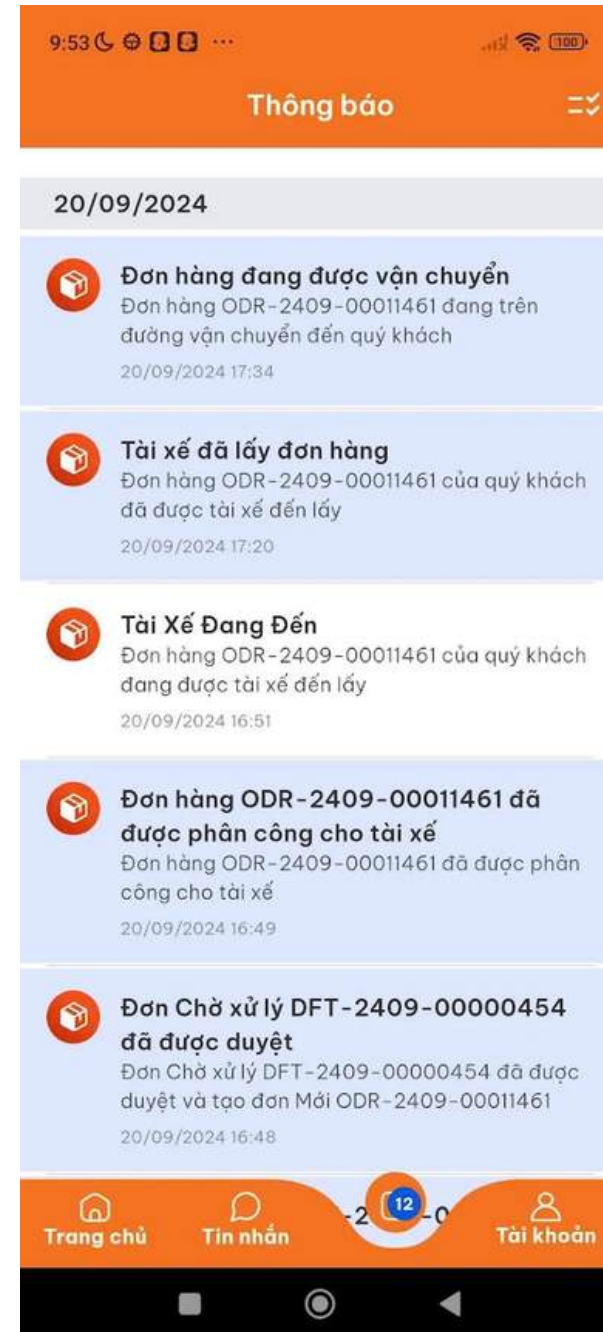 9:53
100
Thông báo
20/09/2024
Đơn hàng đang được vận chuyển
Đơn hàng ODR-2409-00011461 đang trên
đường vận chuyển đến quý khách
20/09/2024 17:34
Tài xế đã lấy đơn hàng
Đơn hàng ODR-2409-00011461 của quý khách
đã được tài xế đến lấy
20/09/2024 17:20
Tài Xế Đang Đến
Đơn hàng ODR-2409-00011461 của quý khách
đang được tài xế đến lấy
20/09/2024 16:51
Đơn hàng ODR-2409-00011461 đã
được phân công cho tài xế
Đơn hàng ODR-2409-00011461 đã được phân
công cho tài xế
20/09/2024 16:49
Đơn Chờ xử lý DFT-2409-00000454
đã được duyệt
Đơn Chờ xử lý DFT-2409-00000454 đã được
duyệt và tạo đơn Mới ODR-2409-00011461
20/09/2024 16:48
12
Trang chủ
Tin nhắn
Tài khoản